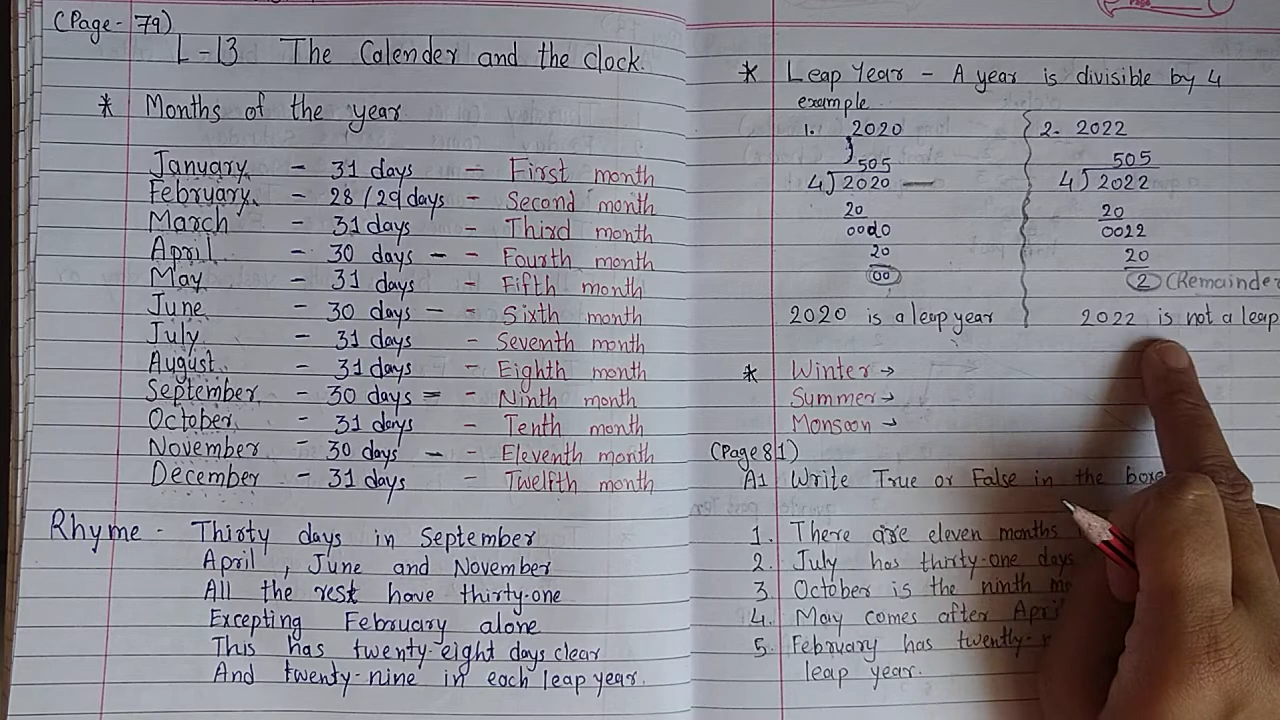 (Page - 79)
L-13 The Calender and the clock.
* Months of the year
January - 31 days - First month
February - 28/29 days - Second month
March - 31 days - Third month
April - 30 days - - Fourth month
May - 31 days - Fifth month
June - 30 days - - Sixth month
July - 31 days - Seventh month
August - 31 days - Eighth month
September - 30 days = - Ninth month
October - 31 days - Tenth month
November - 30 days - - Eleventh month
December - 31 days - Twelfth month
Rhyme - Thirty days in September
April, June and November
All the rest have thirty-one
Excepting February alone
This has twenty-eight days clear
And twenty-nine in each leap year.
* Leap Year - A year is divisible by 4
example
1. 2020
505
4)2020
20
0020
20
00
2020 is a leap year
2. 2022
505
4)2022
20
0022
20
2 (Remainder
2022 is not a leap
* Winter →
Summer →
Monsoon →
(Page 81)
A1 Write True or False in the boxe
1. There are eleven months
2. July has thirty-one days
3. October is the ninth
4. May comes after Apri
5. February has twenty-
leap year.